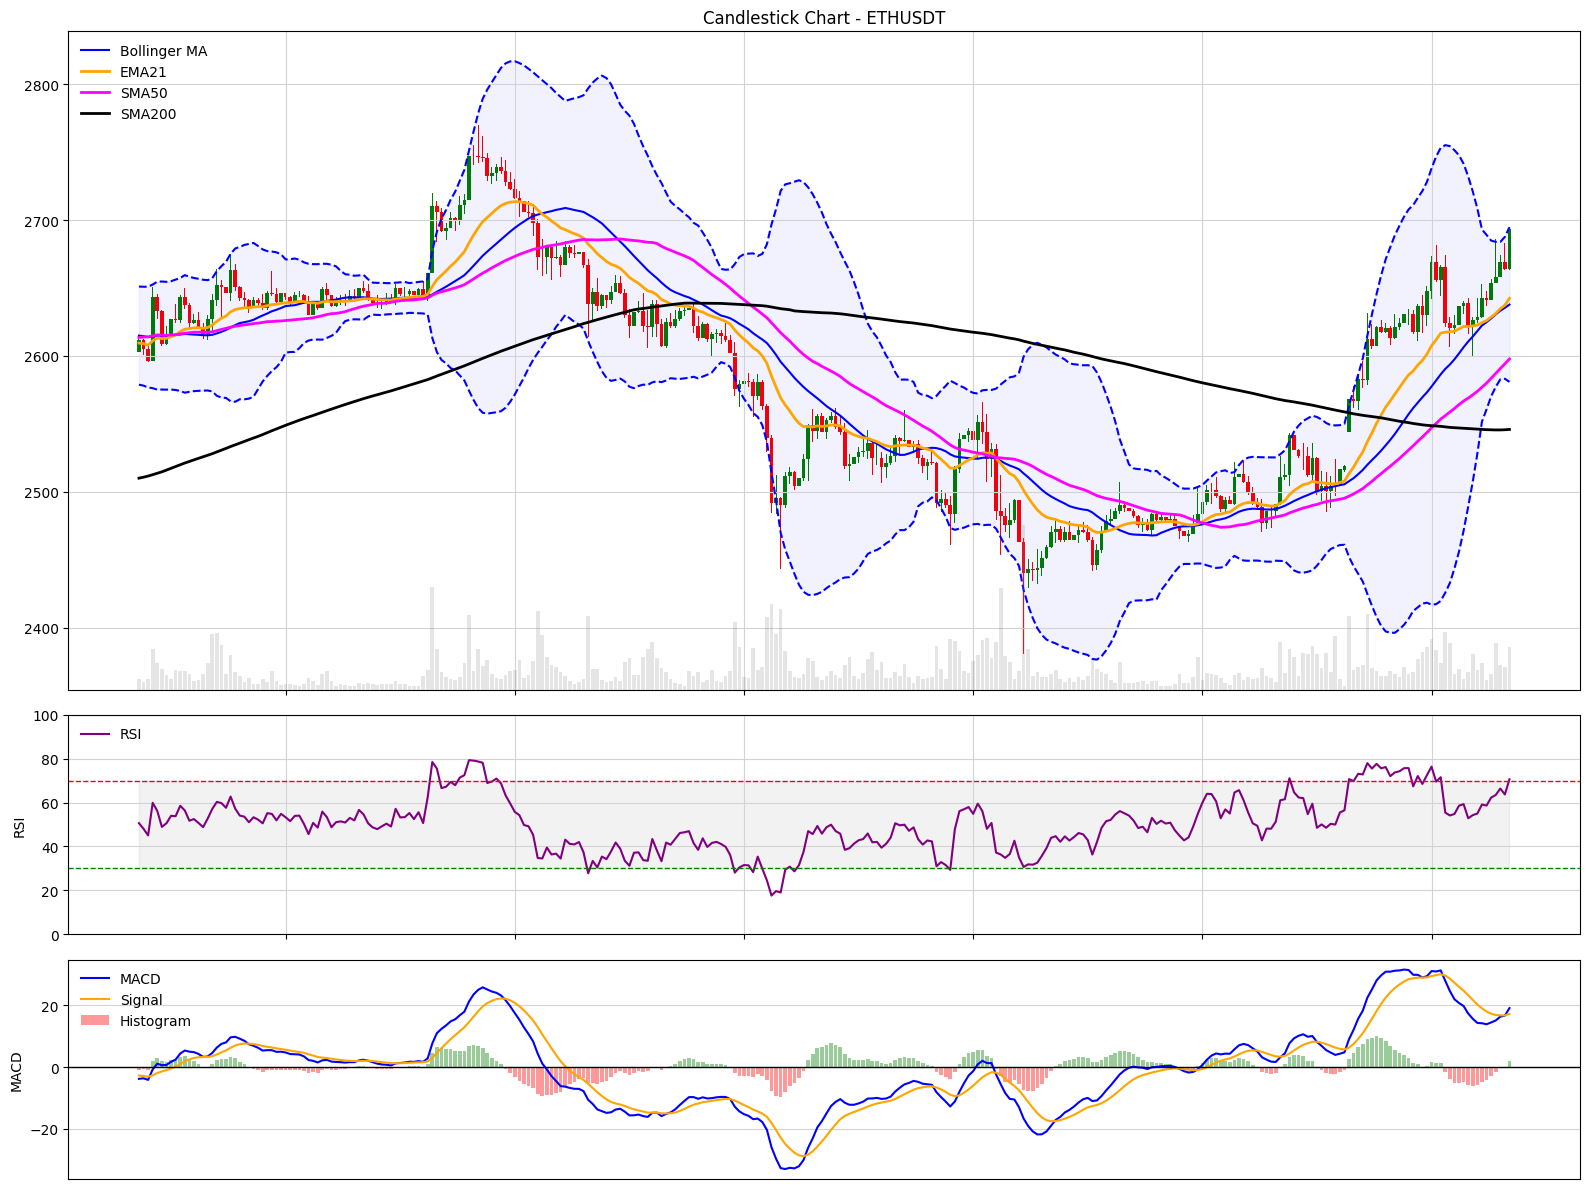 Candlestick Chart - ETHUSDT
Bollinger MA
EMA21
SMA50
SMA200
2800
2700
2600
2500
2400
RSI
100
80
60
40
20
0
RSI
MACD
Signal
Histogram
20
0
−20
MACD